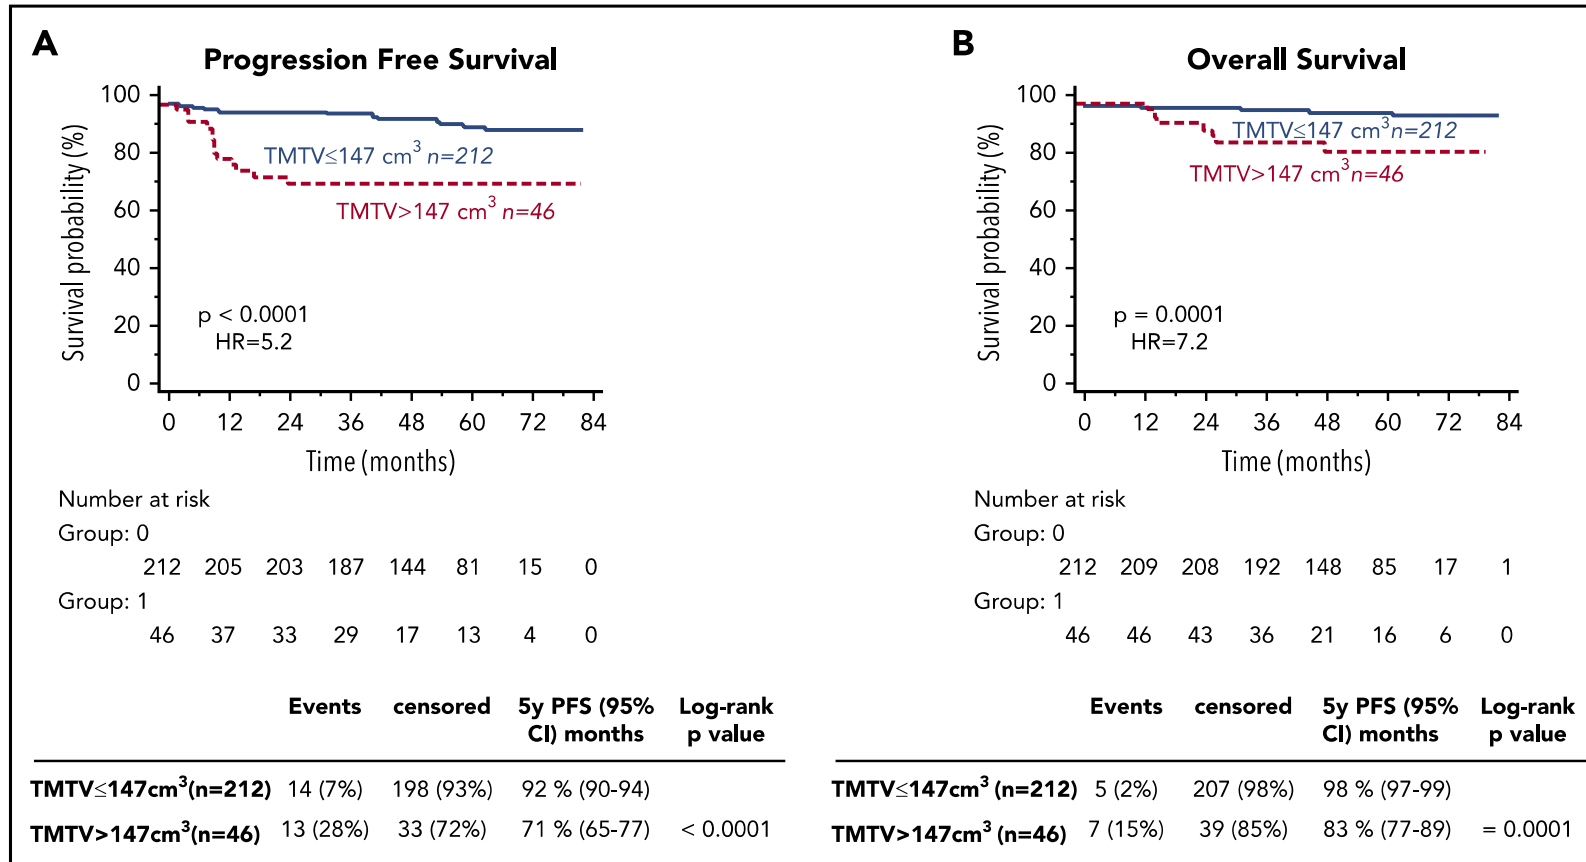 A
Progression Free Survival
100
80
60
40
20
0
Survival probability (%)
TMTV≤147 cm³ n=212
TMTV>147 cm³ n=46
p < 0.0001
HR=5.2
0 12 24 36 48 60 72 84
Time (months)
Number at risk
Group: 0
212 205 203 187 144 81 15 0
Group: 1
46 37 33 29 17 13 4 0
Events censored 5y PFS (95% Log-rank
CI) months p value
TMTV≤147cm³(n=212) 14 (7%) 198 (93%) 92 % (90-94)
TMTV>147cm³(n=46) 13 (28%) 33 (72%) 71 % (65-77) < 0.0001
B
Overall Survival
100
80
60
40
20
0
Survival probability (%)
TMTV≤147 cm³n=212
TMTV>147 cm³n=46
p = 0.0001
HR=7.2
0 12 24 36 48 60 72 84
Time (months)
Number at risk
Group: 0
212 209 208 192 148 85 17 1
Group: 1
46 46 43 36 21 16 6 0
Events censored 5y PFS (95% Log-rank
CI) months p value
TMTV≤147cm³(n=212) 5 (2%) 207 (98%) 98 % (97-99)
TMTV>147cm³ (n=46) 7 (15%) 39 (85%) 83 % (77-89) = 0.0001